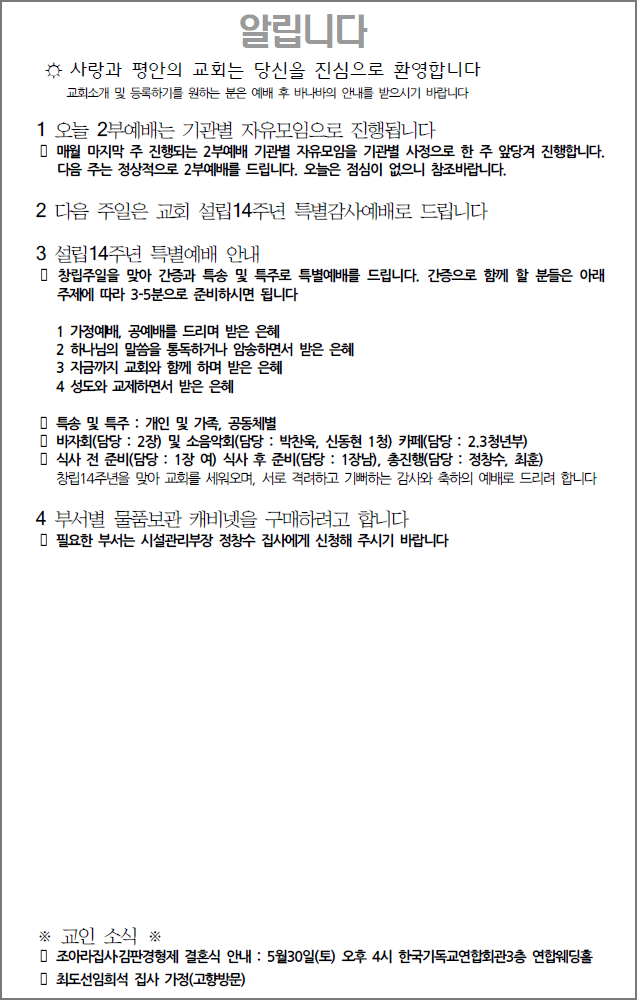 알립니다
☼ 사랑과 평안의 교회는 당신을 진심으로 환영합니다
교회소개 및 등록하기를 원하는 분은 예배 후 바나바의 안내를 받으시기 바랍니다
1 오늘 2부예배는 기관별 자유모임으로 진행됩니다
▯ 매월 마지막 주 진행되는 2부예배 기관별 자유모임을 기관별 사정으로 한 주 앞당겨 진행합니다.
다음 주는 정상적으로 2부예배를 드립니다. 오늘은 점심이 없으니 참조바랍니다.
2 다음 주일은 교회 설립14주년 특별감사예배로 드립니다
3 설립14주년 특별예배 안내
▯ 창립주일을 맞아 간증과 특송 및 특주로 특별예배를 드립니다. 간증으로 함께 할 분들은 아래
주제에 따라 3-5분으로 준비하시면 됩니다
1 가정예배, 공예배를 드리며 받은 은혜
2 하나님의 말씀을 통독하거나 암송하면서 받은 은혜
3 지금까지 교회와 함께 하며 받은 은혜
4 성도와 교제하면서 받은 은혜
▯ 특송 및 특주 : 개인 및 가족, 공동체별
▯ 바자회(담당 : 2장) 및 소음악회(담당 : 박찬욱, 신동현 1청) 카페(담당 : 2.3청년부)
▯ 식사 전 준비(담당 : 1장 여) 식사 후 준비(담당 : 1장남), 총진행(담당 : 정창수, 최훈)
창립14주년을 맞아 교회를 세워오며, 서로 격려하고 기뻐하는 감사와 축하의 예배로 드리려 합니다
4 부서별 물품보관 캐비넷을 구매하려고 합니다
▯ 필요한 부서는 시설관리부장 정창수 집사에게 신청해 주시기 바랍니다
※ 교인 소식 ※
▯ 조아라집사김판경형제 결혼식 안내 : 5월30일(토) 오후 4시 한국기독교연합회관3층 연합웨딩홀
▯ 최도선임희석 집사 가정(고향방문)